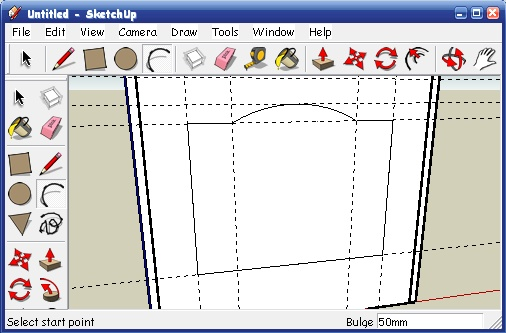 Untitled - SketchUp
File Edit View Camera Draw Tools Window Help
Select start point
Bulge 50mm